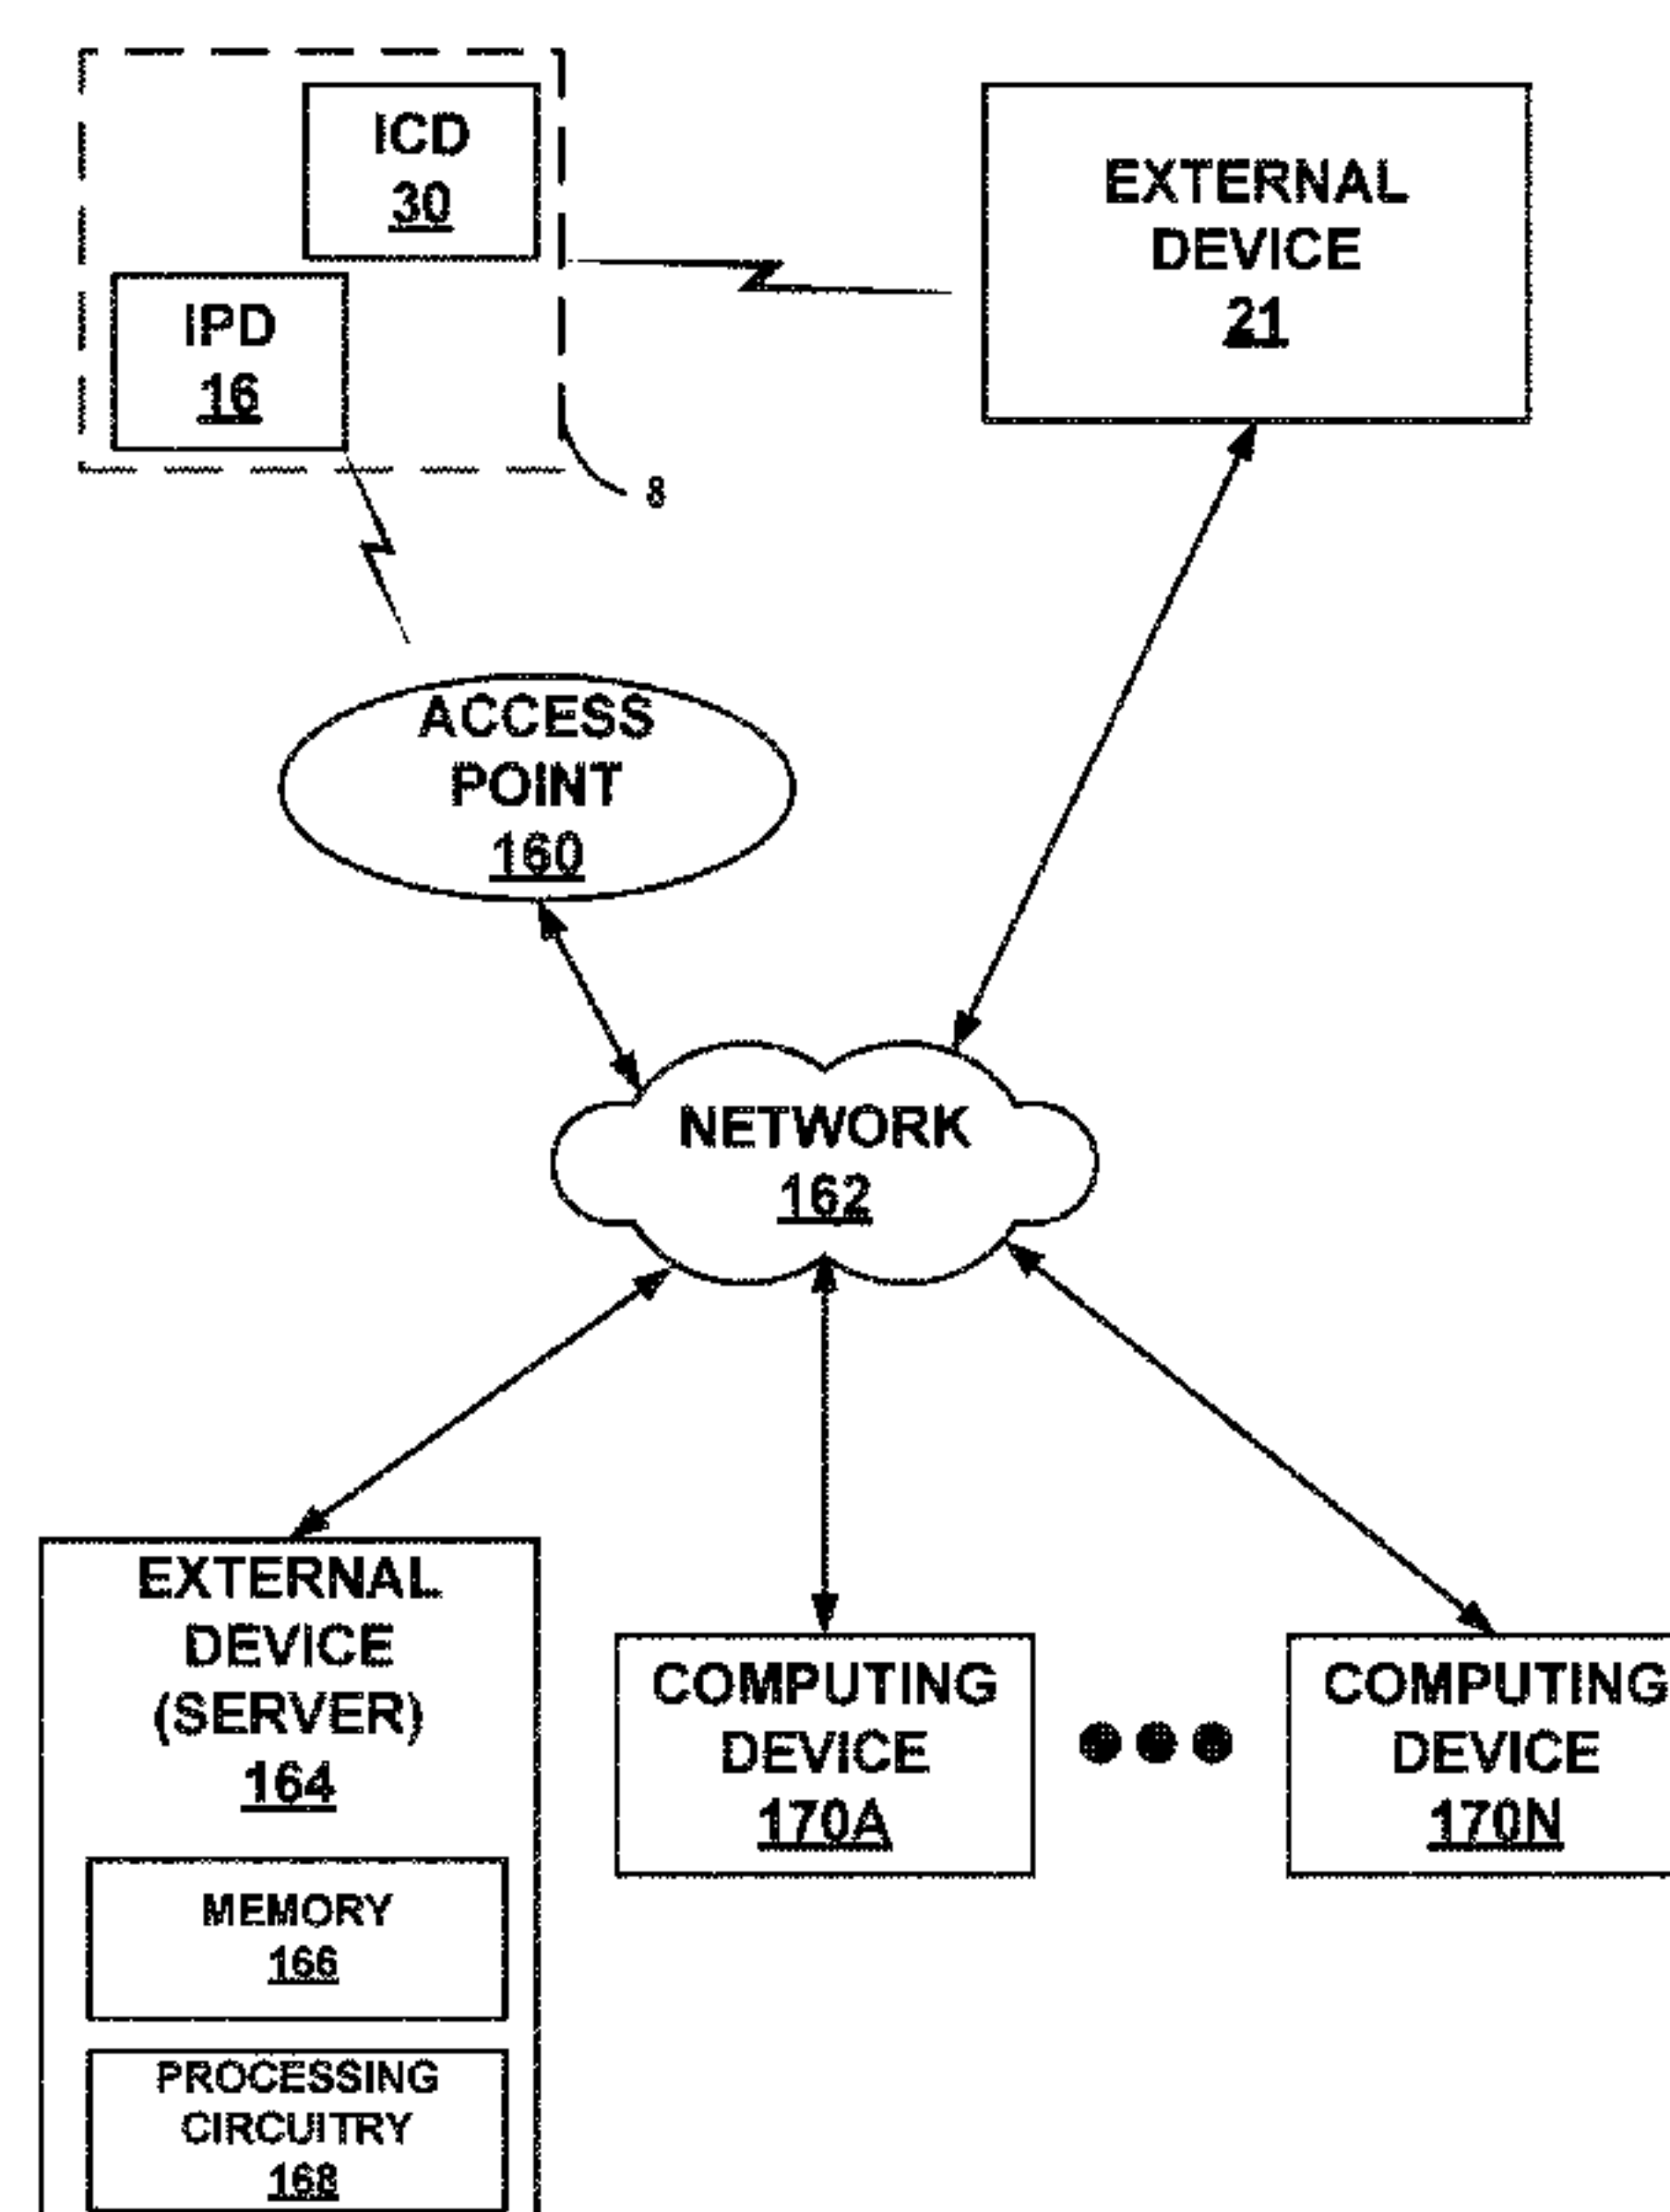 ICD
30
IPD
16
8
EXTERNAL
DEVICE
21
ACCESS
POINT
160
NETWORK
162
EXTERNAL
DEVICE
(SERVER)
164
MEMORY
166
PROCESSING
CIRCUITRY
168
COMPUTING
DEVICE
170A
COMPUTING
DEVICE
170N